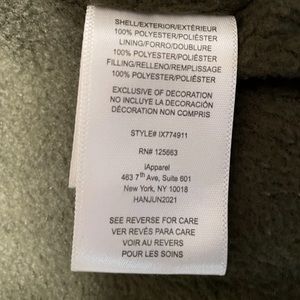 SHELL/EXTERIOR/EXTÉRIEUR
100% POLYESTER/POLIÉSTER
LINING/FORRO/DOUBLURE
100% POLYESTER/POLIÉSTER
FILLING/RELLENO/REMPLISSAGE
100% POLYESTER/POLIÉSTER
EXCLUSIVE OF DECORATION
NO INCLUYE LA DECORACIÓN
DÉCORATION NON COMPRIS
STYLE# IX774911
RN# 125663
iApparel
463 7th Ave, Suite 601
New York, NY 10018
HANJUN2021
SEE REVERSE FOR CARE
VER REVERSO PARA CUIDADO
VOIR AU REVERS
POUR LES SOINS